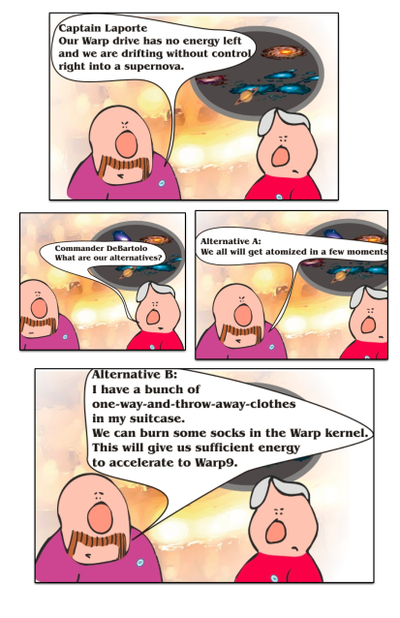 Captain Laporte
Our Warp drive has no energy left
and we are drifting without control
right into a supernova.
Commander DeBartolo
What are our alternatives?
Alternative A:
We all will get atomized in a few moments
Alternative B:
I have a bunch of
one-way-and-throw-away-clothes
in my suitcase.
We can burn some socks in the Warp kernel.
This will give us sufficient energy
to accelerate to Warp9.